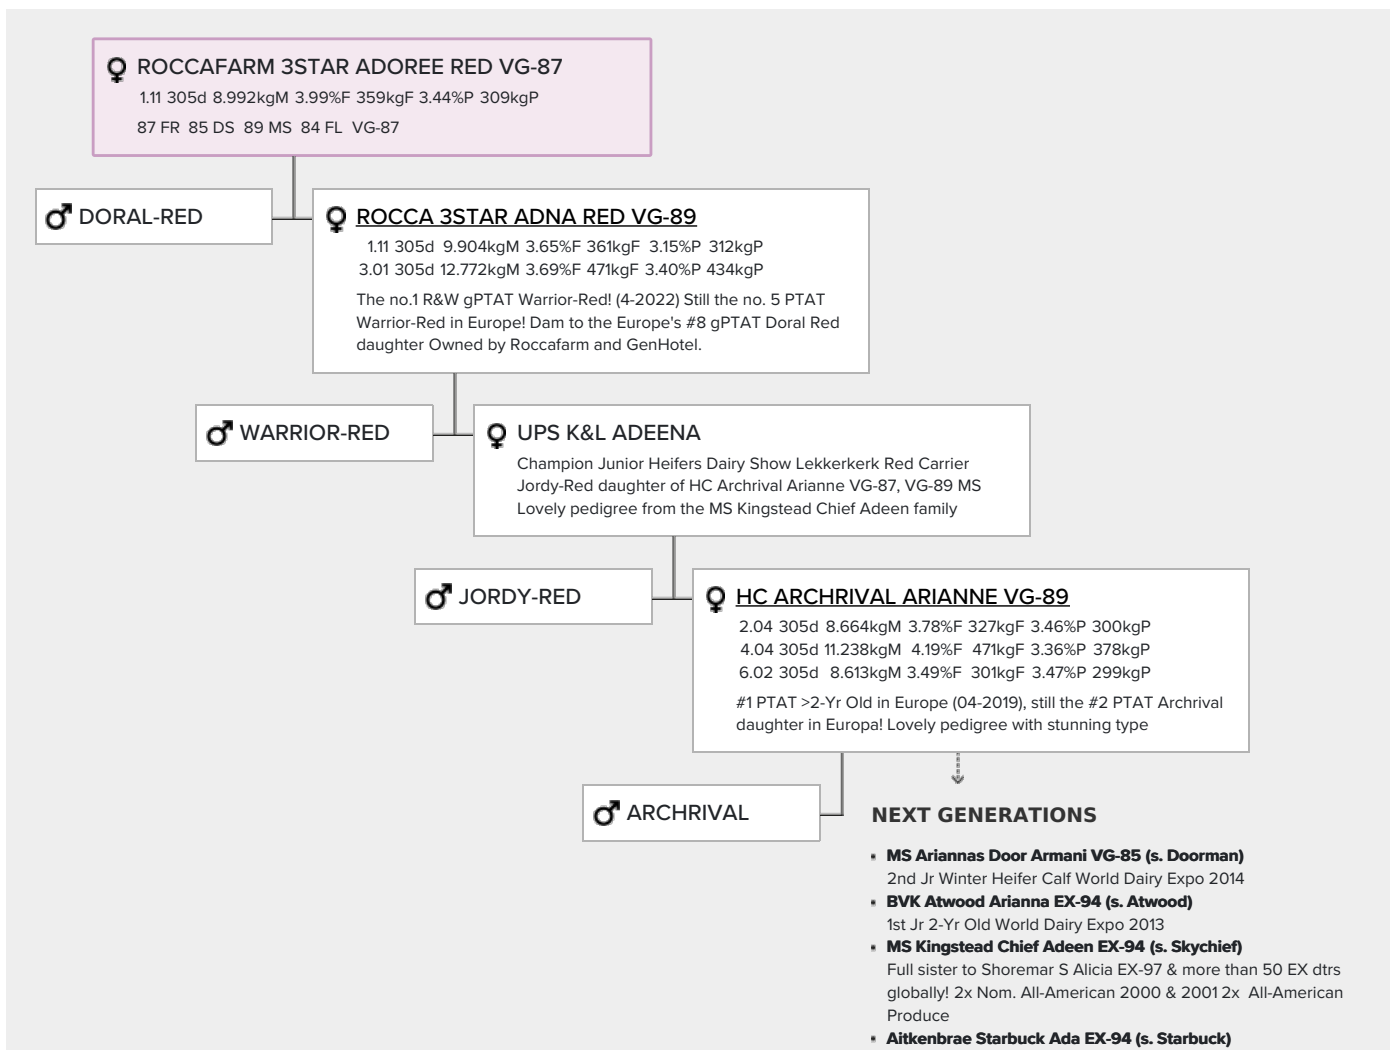 ROCCAFARM 3STAR ADOREE RED VG-87
1.11 305d 8.992kgM 3.99%F 359kgF 3.44%P 309kgP
87 FR 85 DS 89 MS 84 FL VG-87
DORAL-RED
ROCCA 3STAR ADNA RED VG-89
1.11 305d 9.904kgM 3.65%F 361kgF 3.15%P 312kgP
3.01 305d 12.772kgM 3.69%F 471kgF 3.40%P 434kgP
The no.1 R&W gPTAT Warrior-Red! (4-2022) Still the no. 5 PTAT
Warrior-Red in Europe! Dam to the Europe's #8 gPTAT Doral Red
daughter Owned by Roccafarm and GenHotel.
WARRIOR-RED
UPS K&L ADEENA
Champion Junior Heifers Dairy Show Lekkerkerk Red Carrier
Jordy-Red daughter of HC Archrival Arianne VG-87, VG-89 MS
Lovely pedigree from the MS Kingstead Chief Adeen family
JORDY-RED
HC ARCHRIVAL ARIANNE VG-89
2.04 305d 8.664kgM 3.78%F 327kgF 3.46%P 300kgP
4.04 305d 11.238kgM 4.19%F 471kgF 3.36%P 378kgP
6.02 305d 8.613kgM 3.49%F 301kgF 3.47%P 299kgP
#1 PTAT >2-Yr Old in Europe (04-2019), still the #2 PTAT Archrival
daughter in Europa! Lovely pedigree with stunning type
ARCHRIVAL
NEXT GENERATIONS
MS Ariannas Door Armani VG-85 (s. Doorman)
2nd Jr Winter Heifer Calf World Dairy Expo 2014
BVK Atwood Arianna EX-94 (s. Atwood)
1st Jr 2-Yr Old World Dairy Expo 2013
MS Kingstead Chief Adeen EX-94 (s. Skychief)
Full sister to Shoremar S Alicia EX-97 & more than 50 EX dtrs
globally! 2x Nom. All-American 2000 & 2001 2x All-American
Produce
Aitkenbrae Starbuck Ada EX-94 (s. Starbuck)